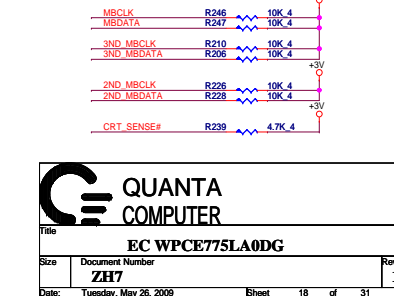 MBCLK R246 10K_4
MBDATA R247 10K_4
3ND_MBCLK R210 10K_4
3ND_MBDATA R206 10K_4
+3V
2ND_MBCLK R226 10K_4
2ND_MBDATA R228 10K_4
+3V
CRT_SENSE# R239 4.7K_4
QUANTA
COMPUTER
Title
EC WPCE775LA0DG
Size Document Number Rev
ZH7
Date: Tuesday, May 26, 2009 Sheet 18 of 31